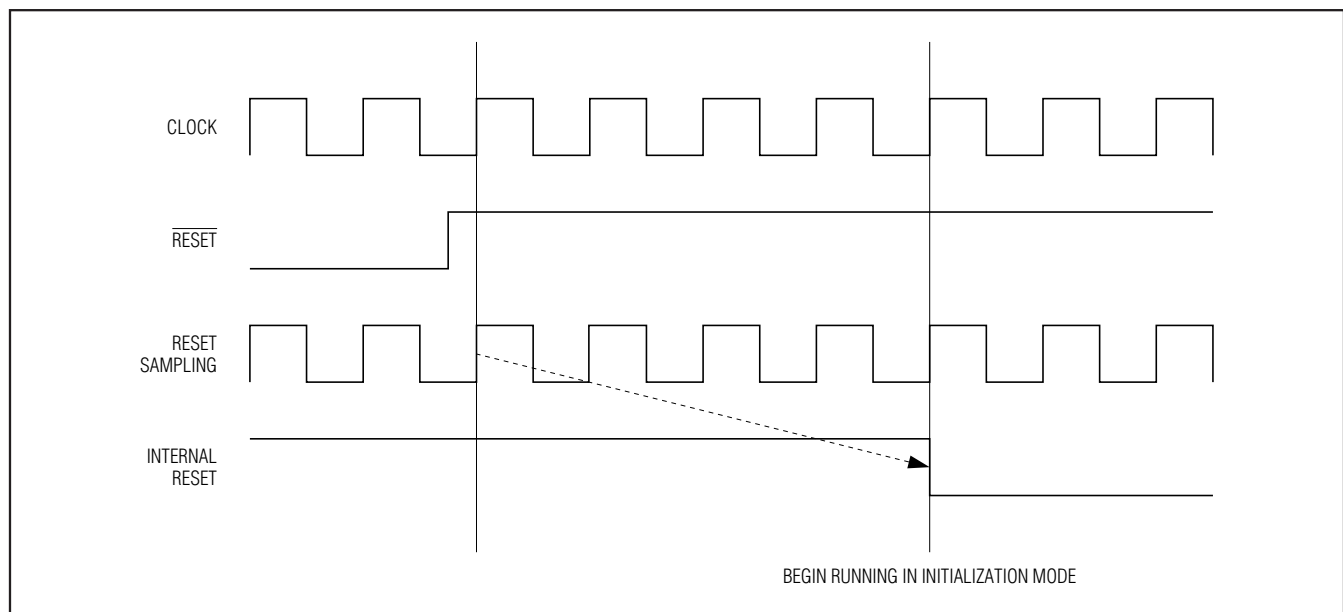 CLOCK
RESET
RESET
SAMPLING
INTERNAL
RESET
BEGIN RUNNING IN INITIALIZATION MODE